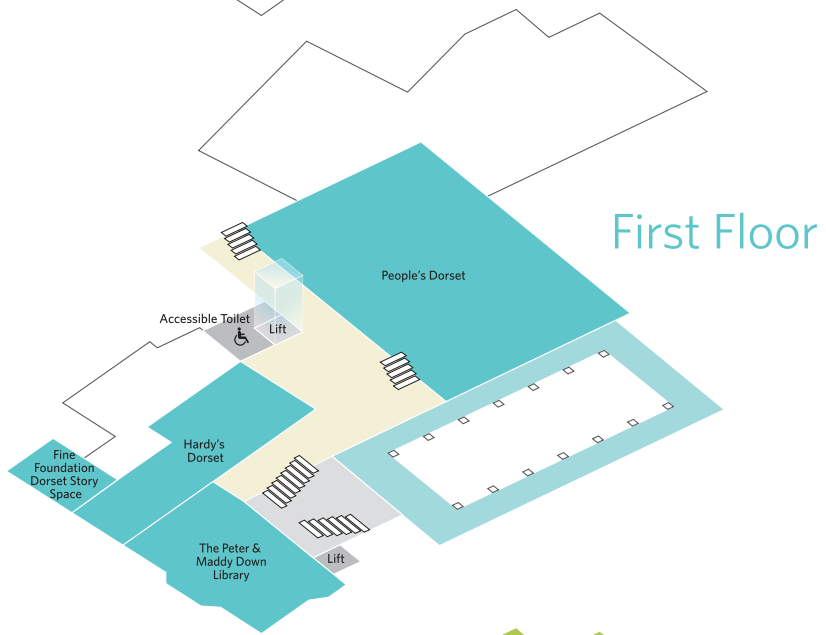 First Floor
People's Dorset
Accessible Toilet
Lift
Hardy's
Dorset
Fine
Foundation
Dorset Story
Space
The Peter &
Maddy Down
Library
Lift